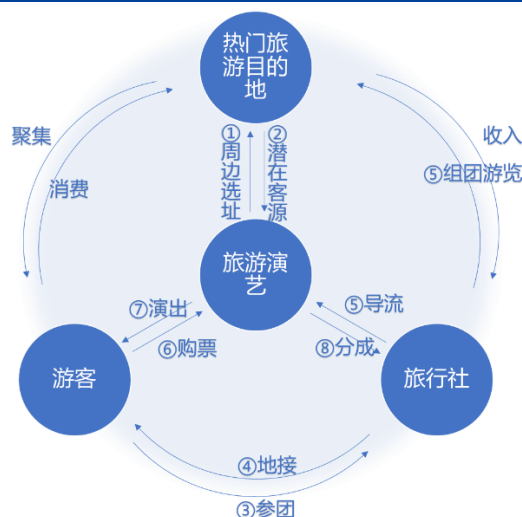 热门旅
游目的
地
聚集
消费
①周边选址
②潜在客源
收入
⑤组团游览
旅游演
艺
⑦演出
⑥购票
⑤导流
⑧分成
游客
旅行社
④地接
③参团